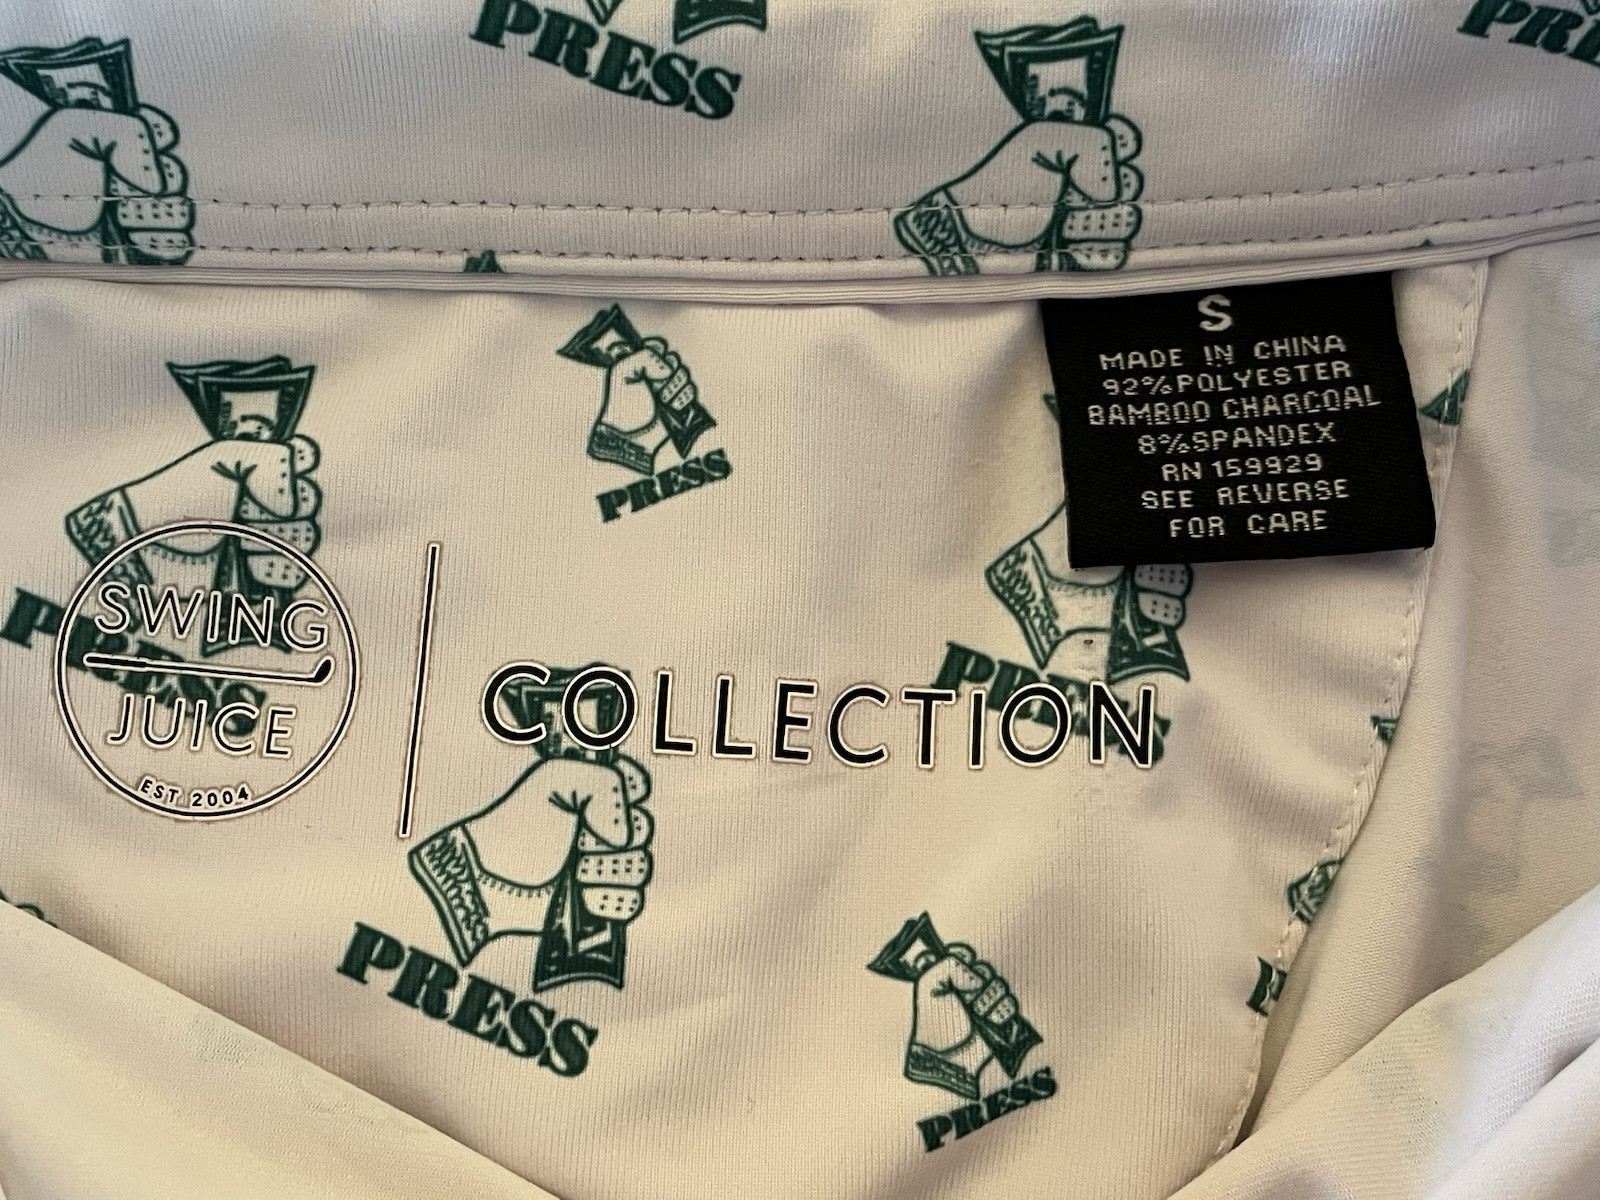 PRESS
PRE
S
MADE IN CHINA
92%POLYESTER
BAMBOO CHARCOAL
8%SPANDEX
RN 159929
SEE REVERSE
FOR CARE
PRESS
PRESS
SWING
JUICE
EST 2004
COLLECTION
PRESS
PRESS
PRESS